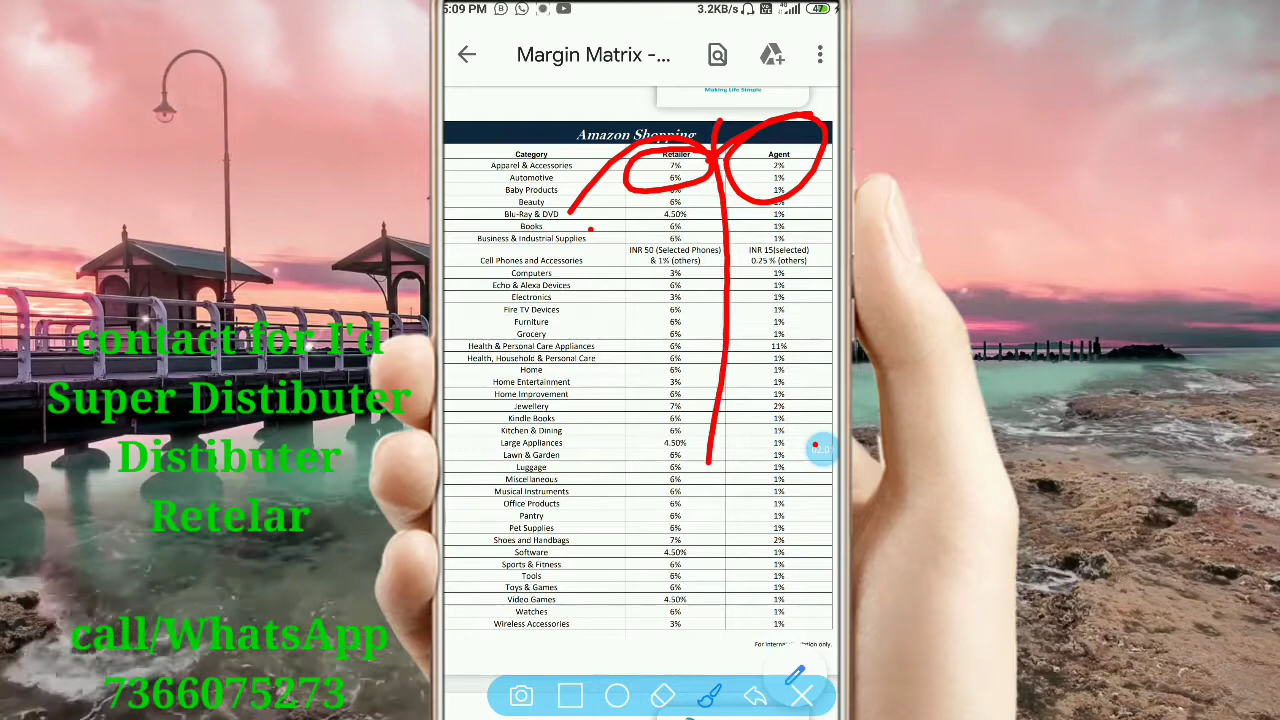 5:09 PM
3.2KB/s
47
Margin Matrix -...
Making Life Simple
Amazon Shopping
Category Retailer Agent
Apparel & Accessories 7% 2%
Automotive 6% 1%
Baby Products 6% 1%
Beauty 6% 1%
Blu-Ray & DVD 4.50% 1%
Books 6% 1%
Business & Industrial Supplies 6% 1%
INR 50 (Selected Phones) INR 15(selected)
Cell Phones and Accessories & 1% (others) 0.25 % (others)
Computers 3% 1%
Echo & Alexa Devices 6% 1%
Electronics 3% 1%
Fire TV Devices 6% 1%
Furniture 6% 1%
Grocery 6% 1%
Health & Personal Care Appliances 6% 11%
Health, Household & Personal Care 6% 1%
Home 6% 1%
Home Entertainment 3% 1%
Home Improvement 6% 1%
Jewellery 7% 2%
Kindle Books 6% 1%
Kitchen & Dining 6% 1%
Large Appliances 4.50% 1%
Lawn & Garden 6% 1%
Luggage 6% 1%
Miscellaneous 6% 1%
Musical Instruments 6% 1%
Office Products 6% 1%
Pantry 6% 1%
Pet Supplies 6% 1%
Shoes and Handbags 7% 2%
Software 4.50% 1%
Sports & Fitness 6% 1%
Tools 6% 1%
Toys & Games 6% 1%
Video Games 4.50% 1%
Watches 6% 1%
Wireless Accessories 3% 1%
only.
contact for I'd
Super Distibuter
Distibuter
Retelar
call/WhatsApp
7366075273